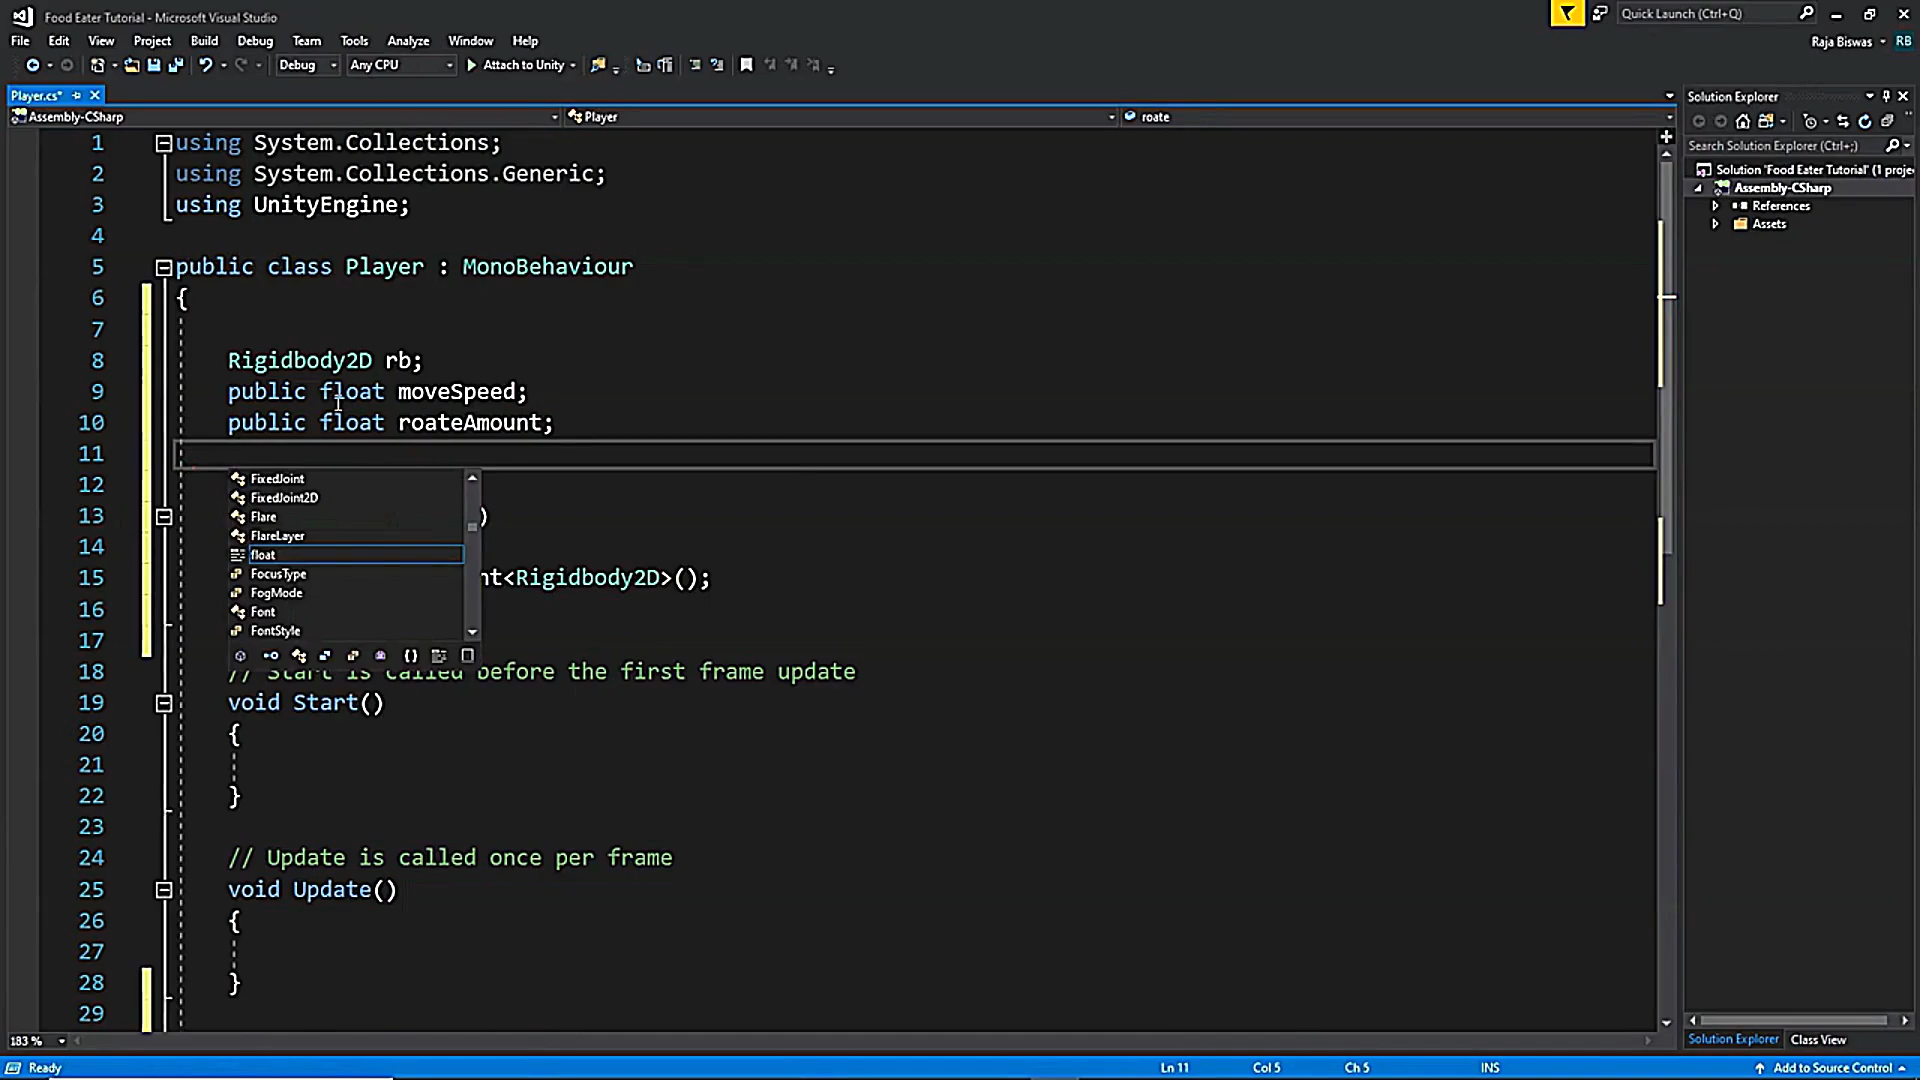 Food Eater Tutorial - Microsoft Visual Studio
Quick Launch (Ctrl+Q)
File Edit View Project Build Debug Team Tools Analyze Window Help
Raja Biswas RB
Debug Any CPU Attach to Unity
Player.cs*
Solution Explorer
Assembly-CSharp Player roate
Search Solution Explorer (Ctrl+;)
Solution 'Food Eater Tutorial' (1 proje
Assembly-CSharp
References
Assets
1 using System.Collections;
2 using System.Collections.Generic;
3 using UnityEngine;
4
5 public class Player : MonoBehaviour
6 {
7
8 Rigidbody2D rb;
9 public float moveSpeed;
10 public float roateAmount;
11
FixedJoint
12
FixedJoint2D
13 )
Flare
FlareLayer
14
float
15 nt<Rigidbody2D>();
FocusType
FogMode
16
Font
FontStyle
17
{}
18 // Start is called before the first frame update
19 void Start()
20 {
21
22 }
23
24 // Update is called once per frame
25 void Update()
26 {
27
28 }
29
183 %
Solution Explorer Class View
Ready Ln 11 Col 5 Ch 5 INS Add to Source Control